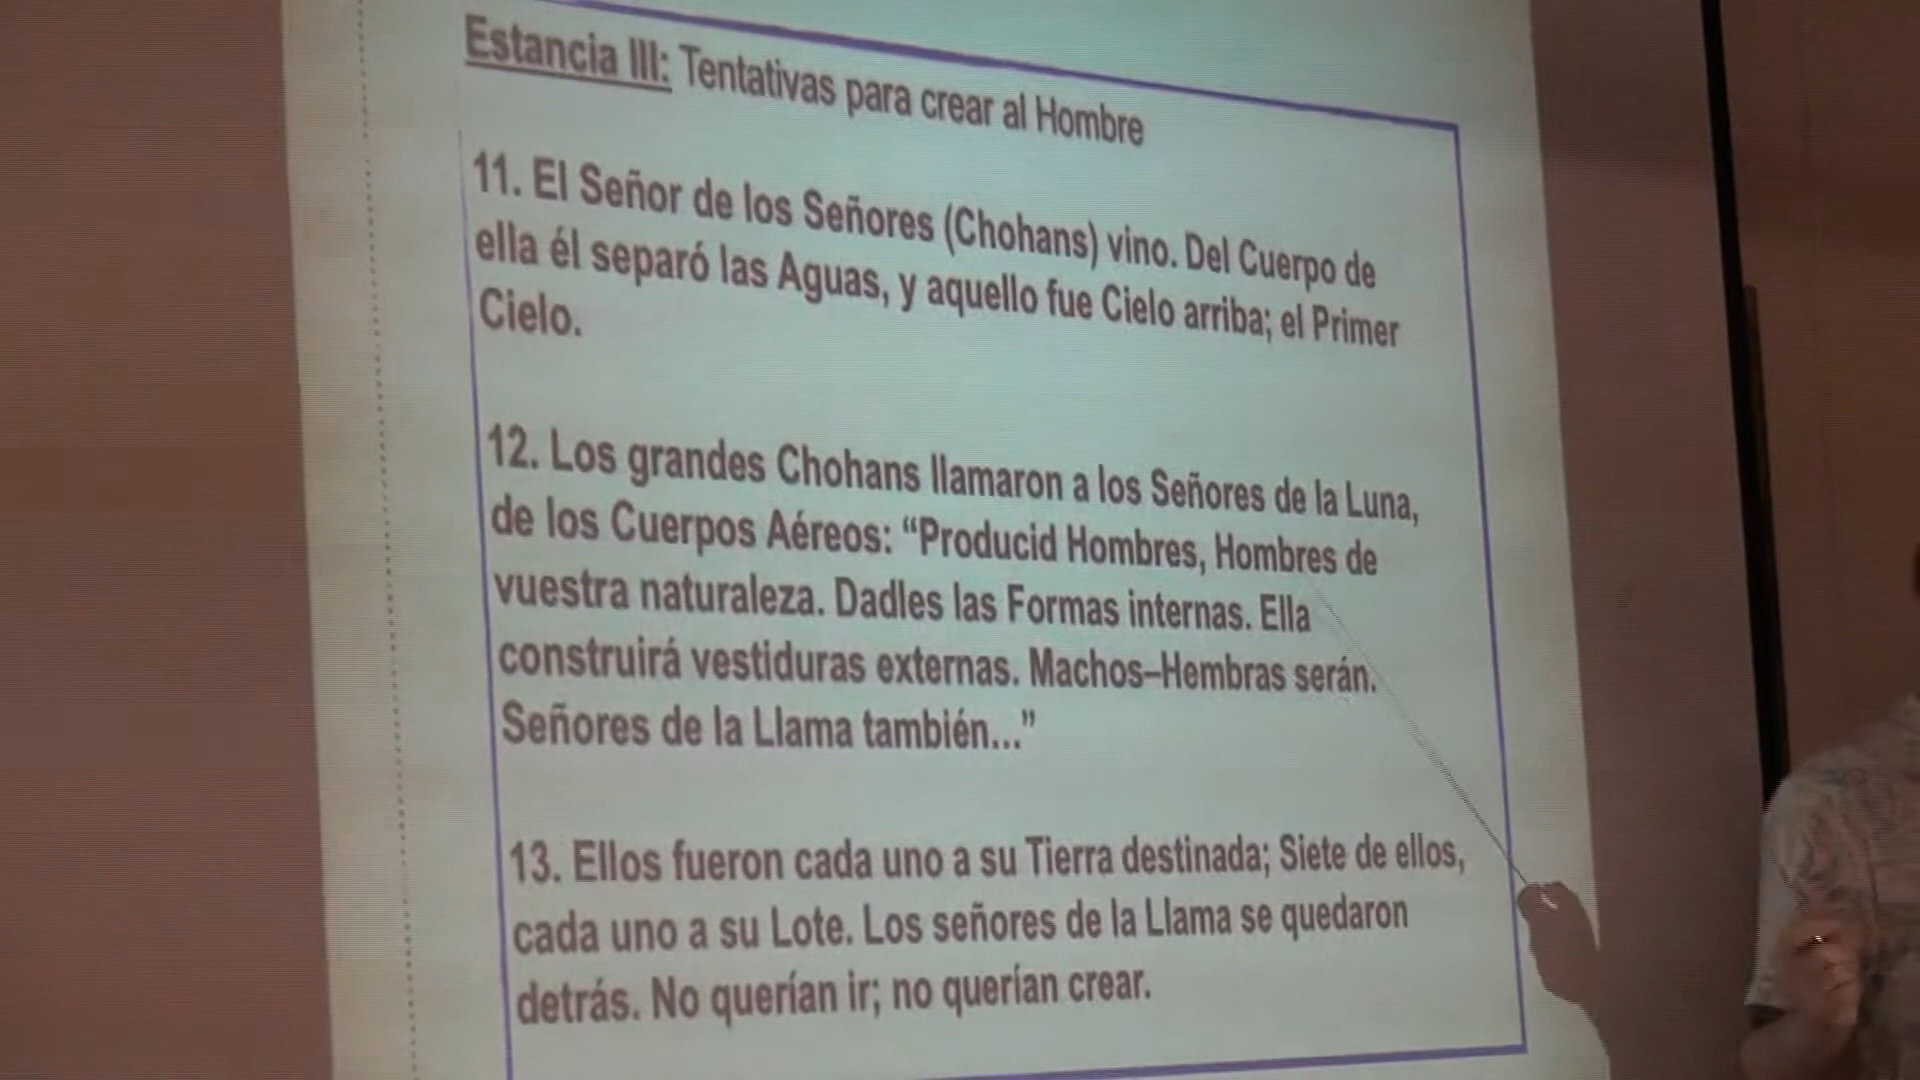 Estancia III: Tentativas para crear al Hombre
11. El Señor de los Señores (Chohans) vino. Del Cuerpo de
ella él separó las Aguas, y aquello fue Cielo arriba; el Primer
Cielo.
12. Los grandes Chohans llamaron a los Señores de la Luna,
de los Cuerpos Aéreos: “Producid Hombres, Hombres de
vuestra naturaleza. Dadles las Formas internas. Ella
construirá vestiduras externas. Machos–Hembras serán.
Señores de la Llama también...”
13. Ellos fueron cada uno a su Tierra destinada; Siete de ellos,
cada uno a su Lote. Los señores de la Llama se quedaron
detrás. No querían ir; no querían crear.